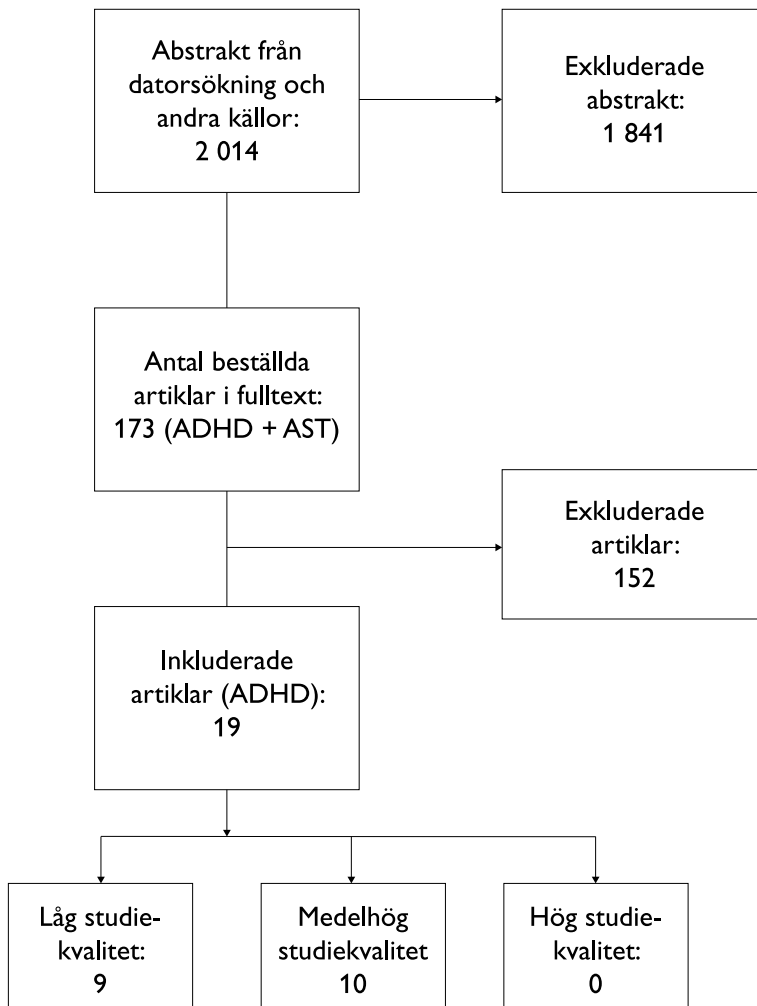 Abstrakt från
datorsökning och
andra källor:
2 014
Exkluderade
abstrakt:
1 841
Antal beställda
artiklar i fulltext:
173 (ADHD + AST)
Exkluderade
artiklar:
152
Inkluderade
artiklar (ADHD):
19
Låg studie-
kvalitet:
9
Medelhög
studiekvalitet
10
Hög studie-
kvalitet:
0